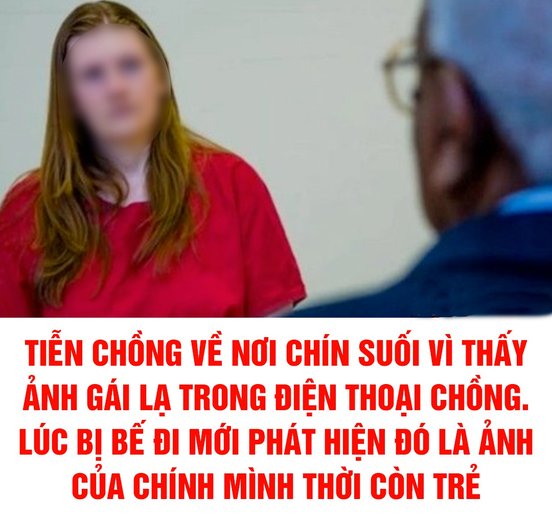 TIỄN CHỒNG VỀ NƠI CHÍN SUỐI VÌ THẤY
ẢNH GÁI LẠ TRONG ĐIỆN THOẠI CHỒNG.
LÚC BỊ BẾ ĐI MỚI PHÁT HIỆN ĐÓ LÀ ẢNH
CỦA CHÍNH MÌNH THỜI CÒN TRẺ